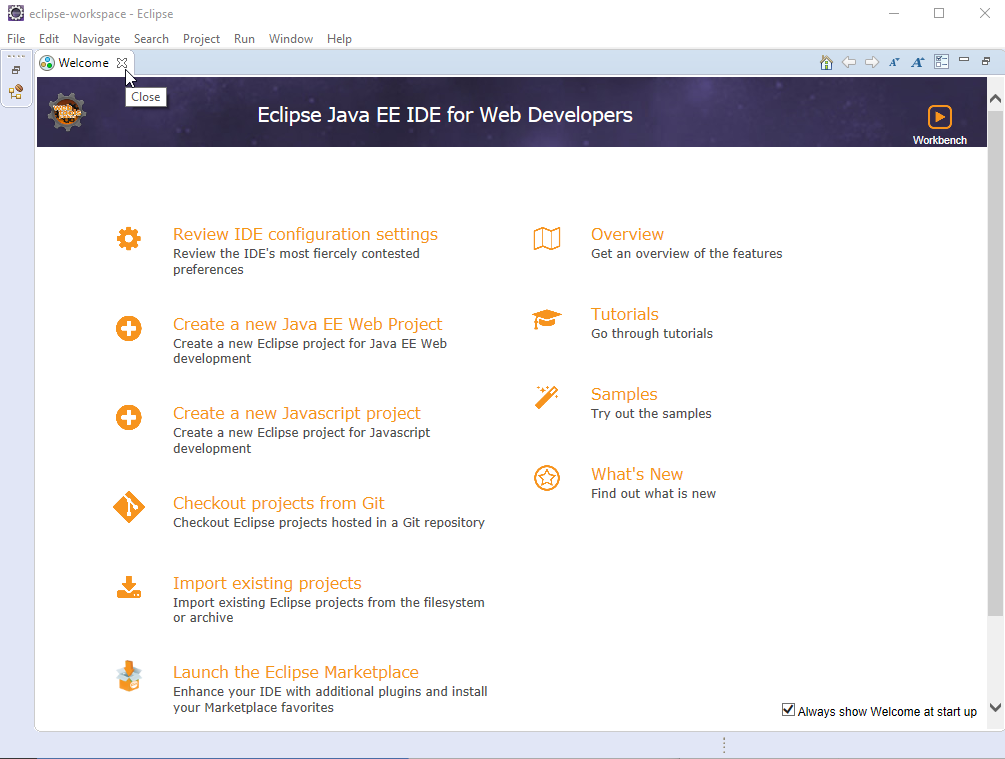 eclipse-workspace - Eclipse
File Edit Navigate Search Project Run Window Help
Welcome
Close
Eclipse Java EE IDE for Web Developers
Workbench
Review IDE configuration settings
Review the IDE's most fiercely contested
preferences
Create a new Java EE Web Project
Create a new Eclipse project for Java EE Web
development
Create a new Javascript project
Create a new Eclipse project for Javascript
development
Checkout projects from Git
Checkout Eclipse projects hosted in a Git repository
Import existing projects
Import existing Eclipse projects from the filesystem
or archive
Launch the Eclipse Marketplace
Enhance your IDE with additional plugins and install
your Marketplace favorites
Overview
Get an overview of the features
Tutorials
Go through tutorials
Samples
Try out the samples
What's New
Find out what is new
Always show Welcome at start up